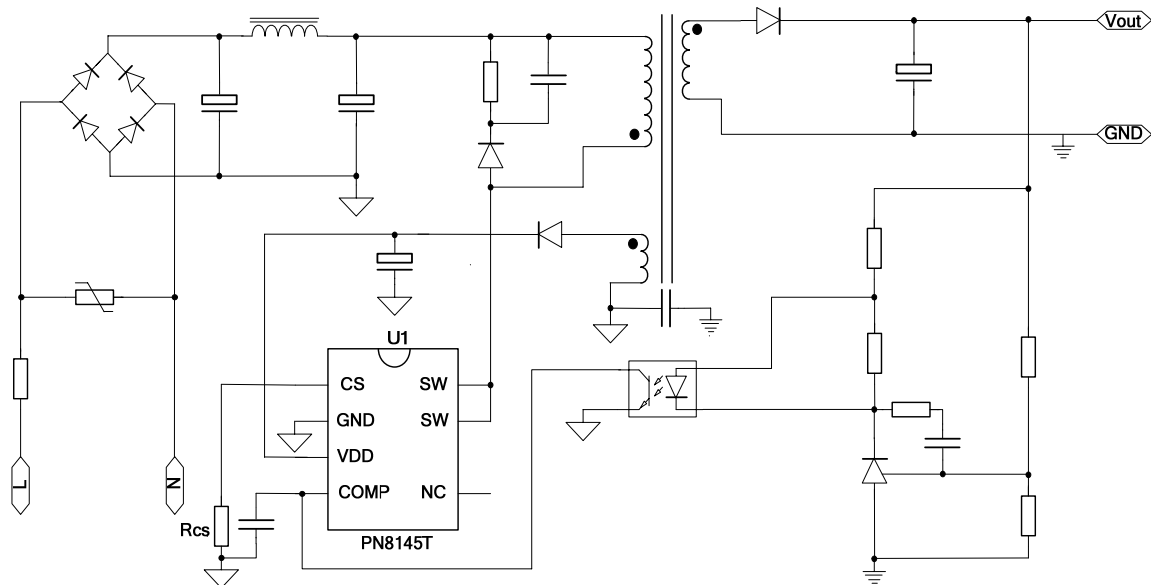 Vout
GND
U1
CS
SW
GND
SW
VDD
COMP
NC
L
N
Rcs
PN8145T